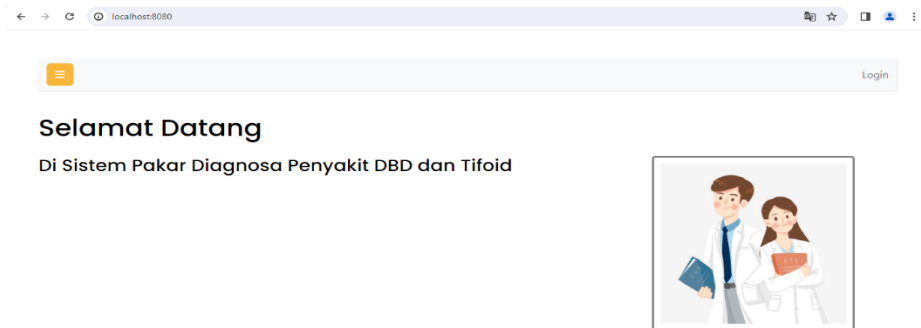 localhost:8080
Login
Selamat Datang
Di Sistem Pakar Diagnosa Penyakit DBD dan Tifoid